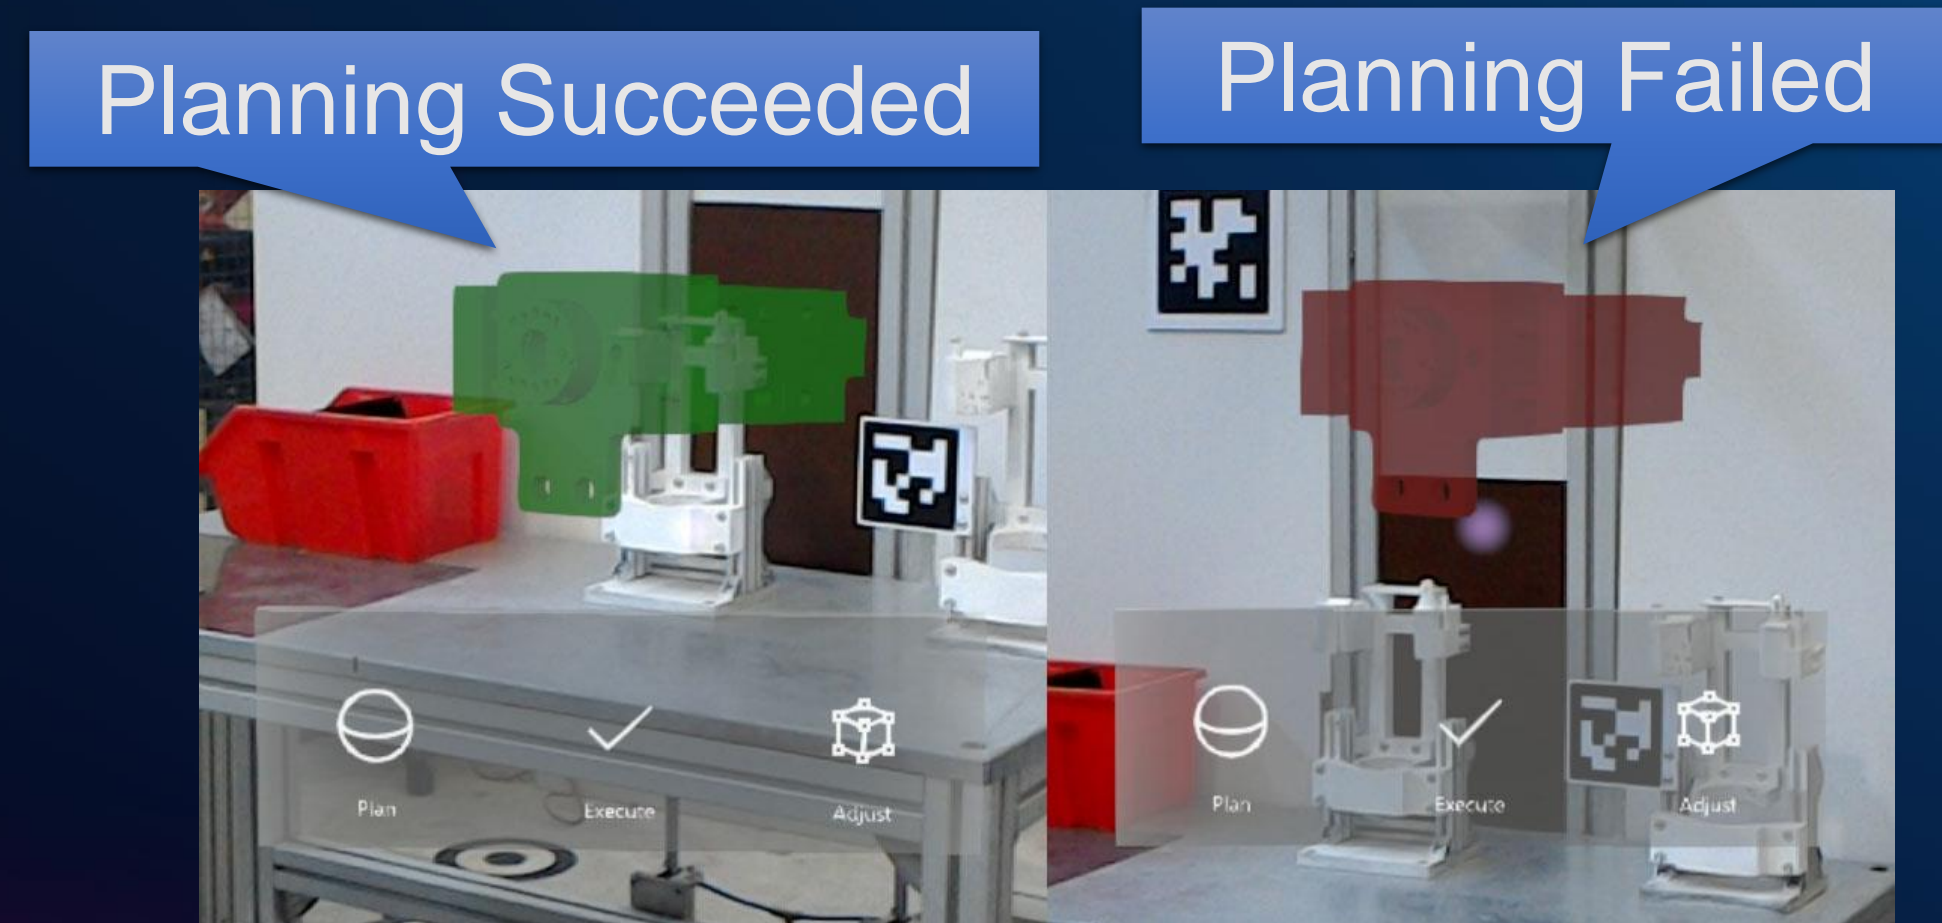 Planning Succeeded
Planning Failed
Plan
Execute
Adjust
Plan
Execute
Adjust